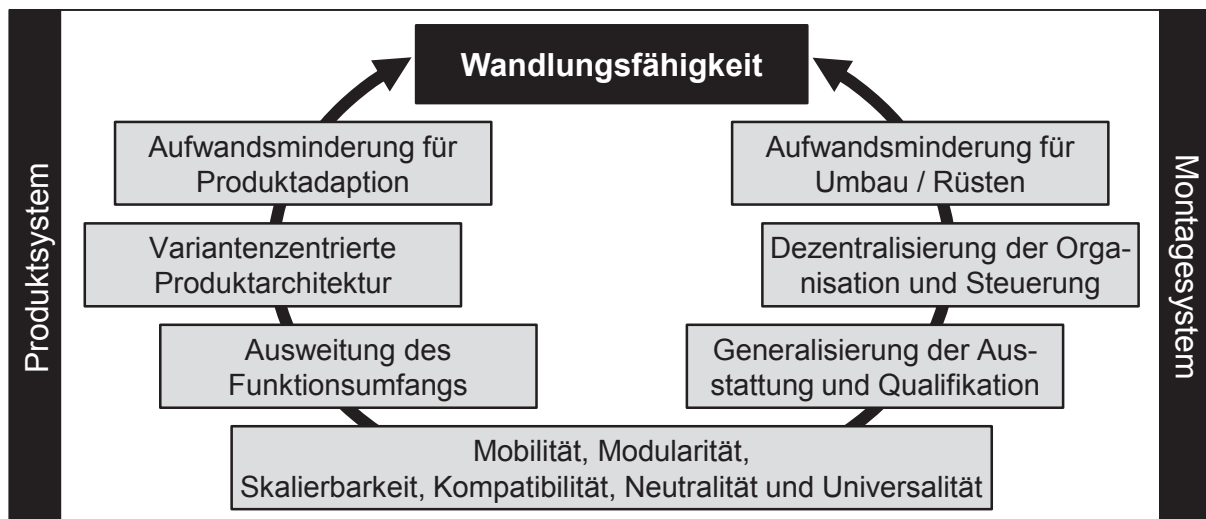 Wandlungsfähigkeit
Produktsystem
Aufwandsminderung für
Produktadaption
Variantenzentrierte
Produktarchitektur
Ausweitung des
Funktionsumfangs
Aufwandsminderung für
Umbau / Rüsten
Dezentralisierung der Orga-
nisation und Steuerung
Generalisierung der Aus-
stattung und Qualifikation
Montagesystem
Mobilität, Modularität,
Skalierbarkeit, Kompatibilität, Neutralität und Universalität